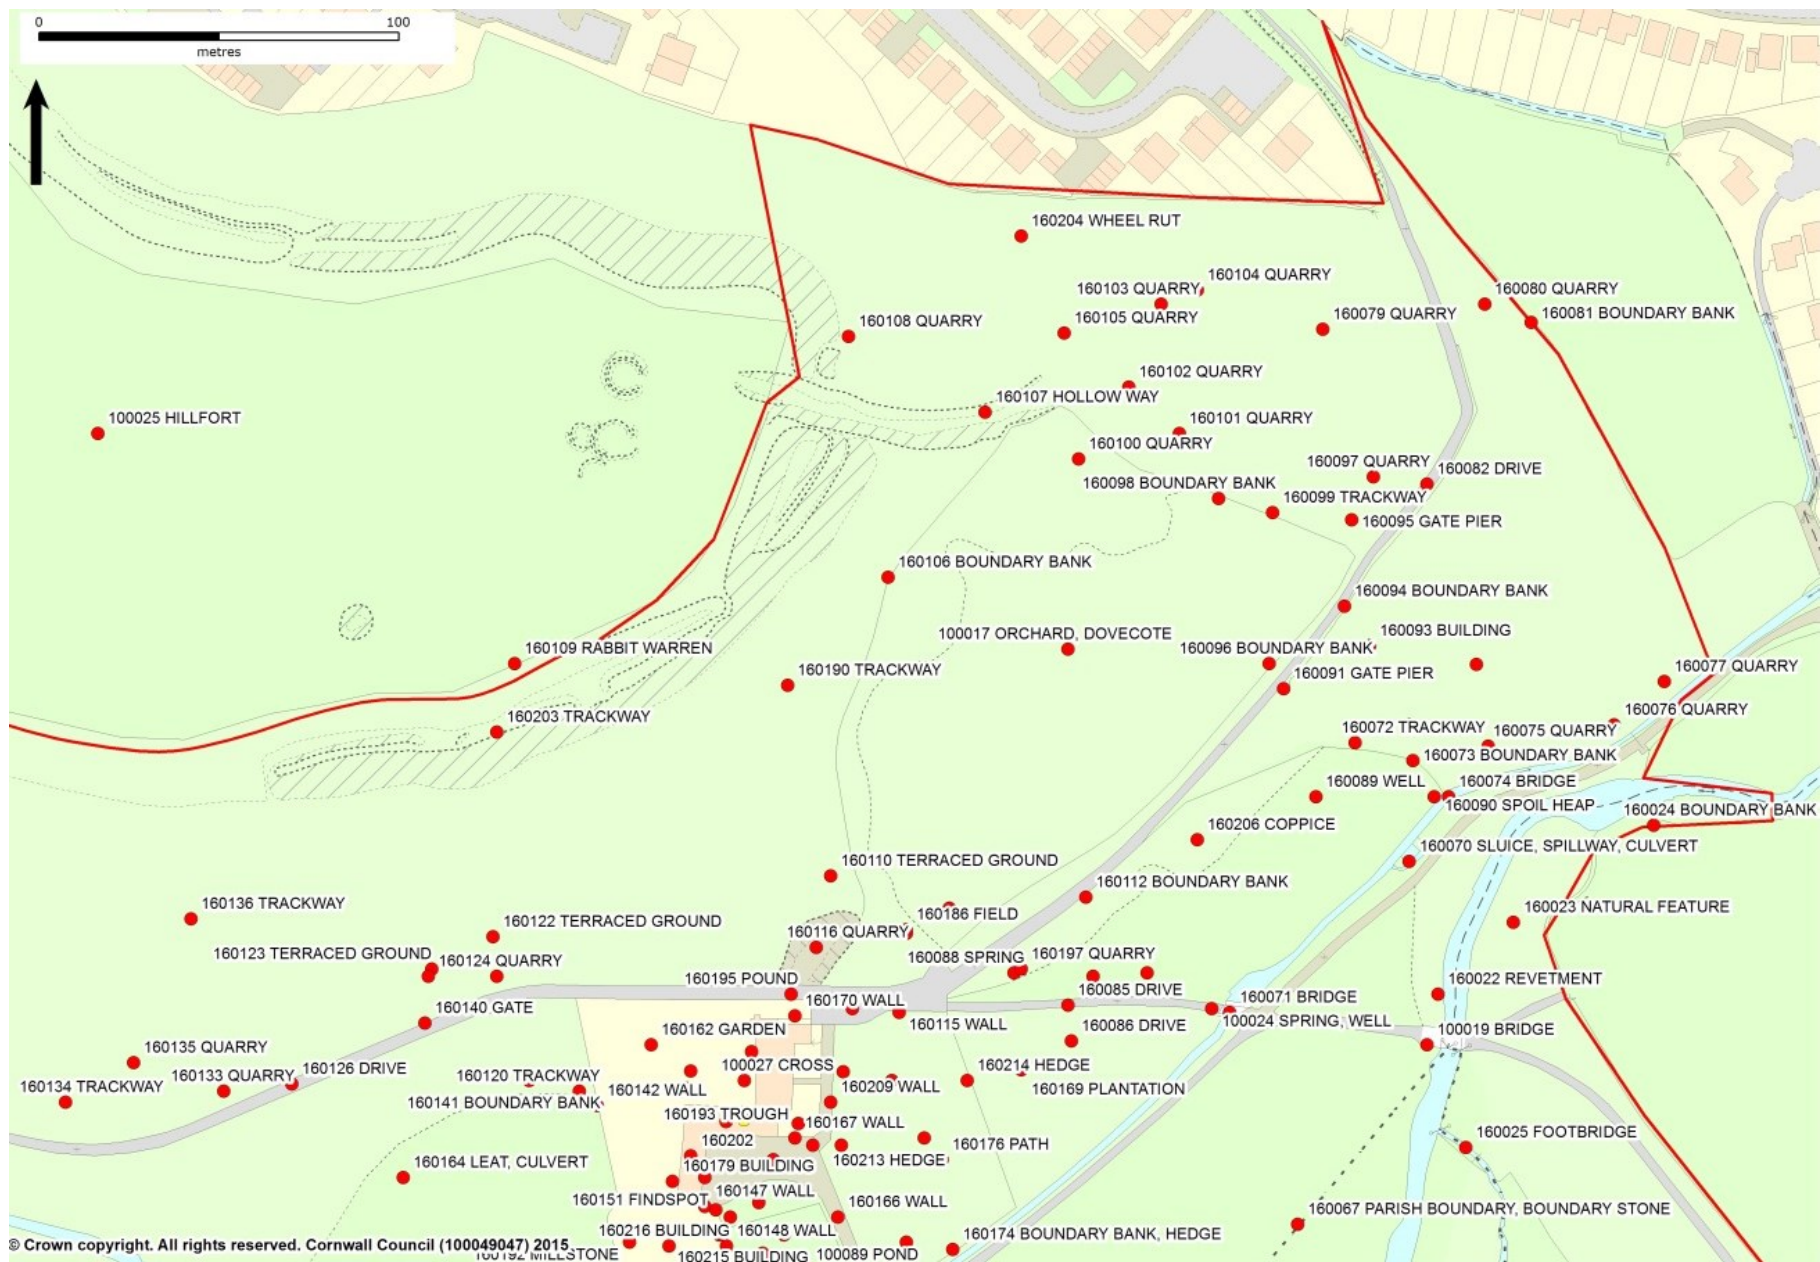 0 100
metres
160204 WHEEL RUT
160104 QUARRY
160103 QUARRY
160080 QUARRY
160105 QUARRY
160079 QUARRY
160081 BOUNDARY BANK
160108 QUARRY
160102 QUARRY
160107 HOLLOW WAY
100025 HILLFORT
160101 QUARRY
160100 QUARRY
160097 QUARRY
160082 DRIVE
160098 BOUNDARY BANK
160099 TRACKWAY
160095 GATE PIER
160106 BOUNDARY BANK
160094 BOUNDARY BANK
100017 ORCHARD, DOVECOTE
160093 BUILDING
160109 RABBIT WARREN
160096 BOUNDARY BANK
160190 TRACKWAY
160091 GATE PIER
160077 QUARRY
160203 TRACKWAY
160076 QUARRY
160072 TRACKWAY
160075 QUARRY
160073 BOUNDARY BANK
160089 WELL
160074 BRIDGE
160090 SPOIL HEAP
160024 BOUNDARY BANK
160206 COPPICE
160070 SLUICE, SPILLWAY, CULVERT
160110 TERRACED GROUND
160112 BOUNDARY BANK
160136 TRACKWAY
160186 FIELD
160023 NATURAL FEATURE
160122 TERRACED GROUND
160116 QUARRY
160123 TERRACED GROUND
160124 QUARRY
160088 SPRING
160197 QUARRY
160195 POUND
160022 REVETMENT
160085 DRIVE
160071 BRIDGE
160140 GATE
160170 WALL
160115 WALL
100024 SPRING, WELL
160162 GARDEN
160086 DRIVE
100019 BRIDGE
160135 QUARRY
100027 CROSS
160214 HEDGE
160134 TRACKWAY
160133 QUARRY
160126 DRIVE
160120 TRACKWAY
160142 WALL
160209 WALL
160169 PLANTATION
160141 BOUNDARY BANK
160193 TROUGH
160167 WALL
160202
160176 PATH
160025 FOOTBRIDGE
160164 LEAT, CULVERT
160179 BUILDING
160213 HEDGE
160151 FINDSPOT
160147 WALL
160166 WALL
160067 PARISH BOUNDARY, BOUNDARY STONE
160216 BUILDING
160148 WALL
160174 BOUNDARY BANK, HEDGE
© Crown copyright. All rights reserved. Cornwall Council (100049047) 2015
160192 MILLSTONE
160215 BUILDING
100089 POND